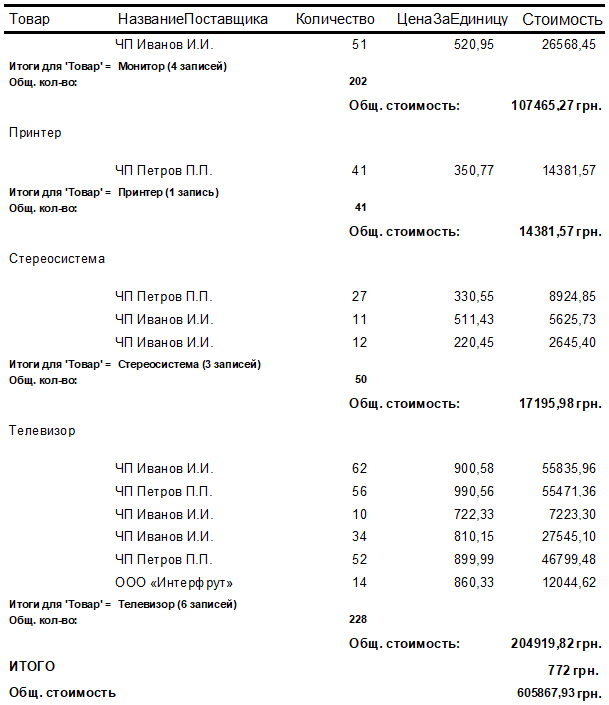 Товар НазваниеПоставщика Количество ЦенаЗаЕдиницу Стоимость
ЧП Иванов И.И. 51 520,95 26568,45
Итоги для 'Товар' = Монитор (4 записей)
Общ. кол-во: 202
Общ. стоимость: 107465,27 грн.
Принтер
ЧП Петров П.П. 41 350,77 14381,57
Итоги для 'Товар' = Принтер (1 запись)
Общ. кол-во: 41
Общ. стоимость: 14381,57 грн.
Стереосистема
ЧП Петров П.П. 27 330,55 8924,85
ЧП Иванов И.И. 11 511,43 5625,73
ЧП Иванов И.И. 12 220,45 2645,40
Итоги для 'Товар' = Стереосистема (3 записей)
Общ. кол-во: 50
Общ. стоимость: 17195,98 грн.
Телевизор
ЧП Иванов И.И. 62 900,58 55835,96
ЧП Петров П.П. 56 990,56 55471,36
ЧП Иванов И.И. 10 722,33 7223,30
ЧП Иванов И.И. 34 810,15 27545,10
ЧП Петров П.П. 52 899,99 46799,48
ООО «Интерфрут» 14 860,33 12044,62
Итоги для 'Товар' = Телевизор (6 записей)
Общ. кол-во: 228
Общ. стоимость: 204919,82 грн.
ИТОГО 772 грн.
Общ. стоимость 605867,93 грн.